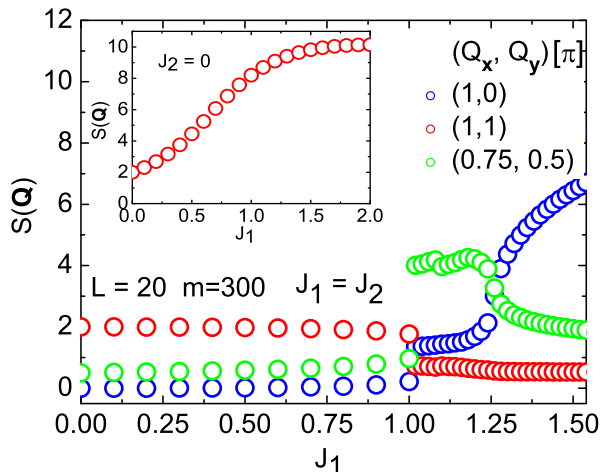 12
10
8
6
4
2
0
S(Q)
0.00 0.25 0.50 0.75 1.00 1.25 1.50
J1
10
8
6
4
2
0
S(Q)
J2 = 0
0.0 0.5 1.0 1.5 2.0
J1
(Qx, Qy) [π]
(1,0)
(1,1)
(0.75, 0.5)
L = 20 m=300 J1 = J2